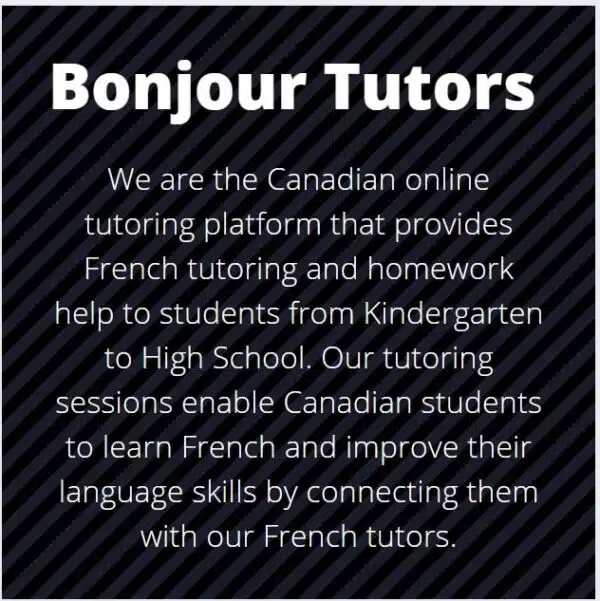 Bonjour Tutors
We are the Canadian online
tutoring platform that provides
French tutoring and homework
help to students from Kindergarten
to High School. Our tutoring
sessions enable Canadian students
to learn French and improve their
language skills by connecting them
with our French tutors.